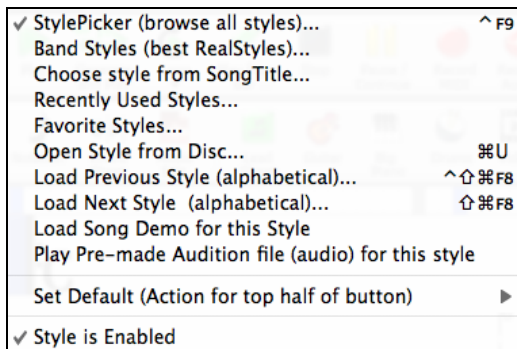 ✓ StylePicker (browse all styles)... ^F9
Band Styles (best RealStyles)...
Choose style from SongTitle...
Recently Used Styles...
Favorite Styles...
Open Style from Disc... ⌘U
Load Previous Style (alphabetical)... ^⇧⌘F8
Load Next Style (alphabetical)... ⇧⌘F8
Load Song Demo for this Style
Play Pre-made Audition file (audio) for this style
Set Default (Action for top half of button) ▶
✓ Style is Enabled